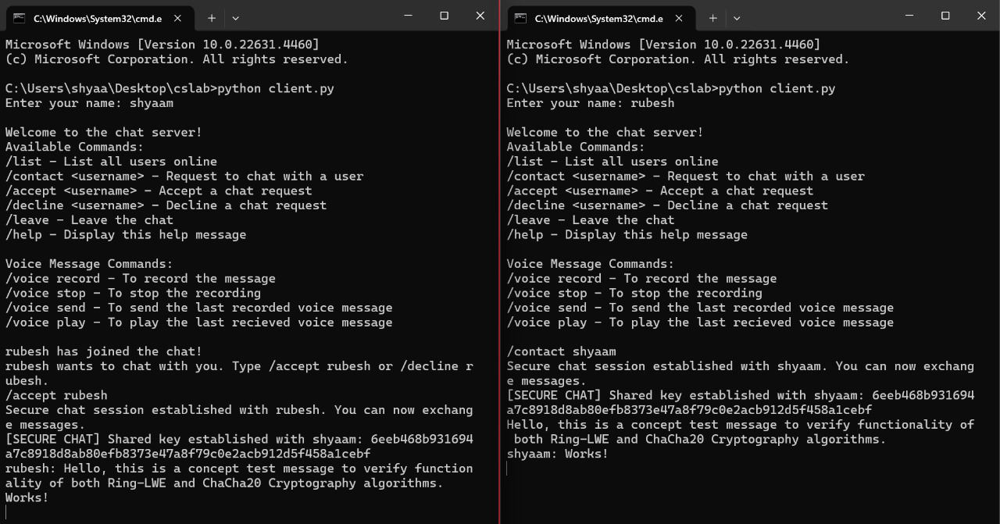 C:\Windows\System32\cmd.e
Microsoft Windows [Version 10.0.22631.4460]
(c) Microsoft Corporation. All rights reserved.
C:\Users\shyaa\Desktop\cslab>python client.py
Enter your name: shyaam
Welcome to the chat server!
Available Commands:
/list - List all users online
/contact <username> - Request to chat with a user
/accept <username> - Accept a chat request
/decline <username> - Decline a chat request
/leave - Leave the chat
/help - Display this help message
Voice Message Commands:
/voice record - To record the message
/voice stop - To stop the recording
/voice send - To send the last recorded voice message
/voice play - To play the last recieved voice message
rubesh has joined the chat!
rubesh wants to chat with you. Type /accept rubesh or /decline r
ubesh.
/accept rubesh
Secure chat session established with rubesh. You can now exchang
e messages.
[SECURE CHAT] Shared key established with shyaam: 6eeb468b931694
a7c8918d8ab80efb8373e47a8f79c0e2acb912d5f458a1cebf
rubesh: Hello, this is a concept test message to verify function
ality of both Ring-LWE and ChaCha20 Cryptography algorithms.
Works!
C:\Windows\System32\cmd.e
Microsoft Windows [Version 10.0.22631.4460]
(c) Microsoft Corporation. All rights reserved.
C:\Users\shyaa\Desktop\cslab>python client.py
Enter your name: rubesh
Welcome to the chat server!
Available Commands:
/list - List all users online
/contact <username> - Request to chat with a user
/accept <username> - Accept a chat request
/decline <username> - Decline a chat request
/leave - Leave the chat
/help - Display this help message
Voice Message Commands:
/voice record - To record the message
/voice stop - To stop the recording
/voice send - To send the last recorded voice message
/voice play - To play the last recieved voice message
/contact shyaam
Secure chat session established with shyaam. You can now exchang
e messages.
[SECURE CHAT] Shared key established with shyaam: 6eeb468b931694
a7c8918d8ab80efb8373e47a8f79c0e2acb912d5f458a1cebf
Hello, this is a concept test message to verify functionality of
 both Ring-LWE and ChaCha20 Cryptography algorithms.
shyaam: Works!